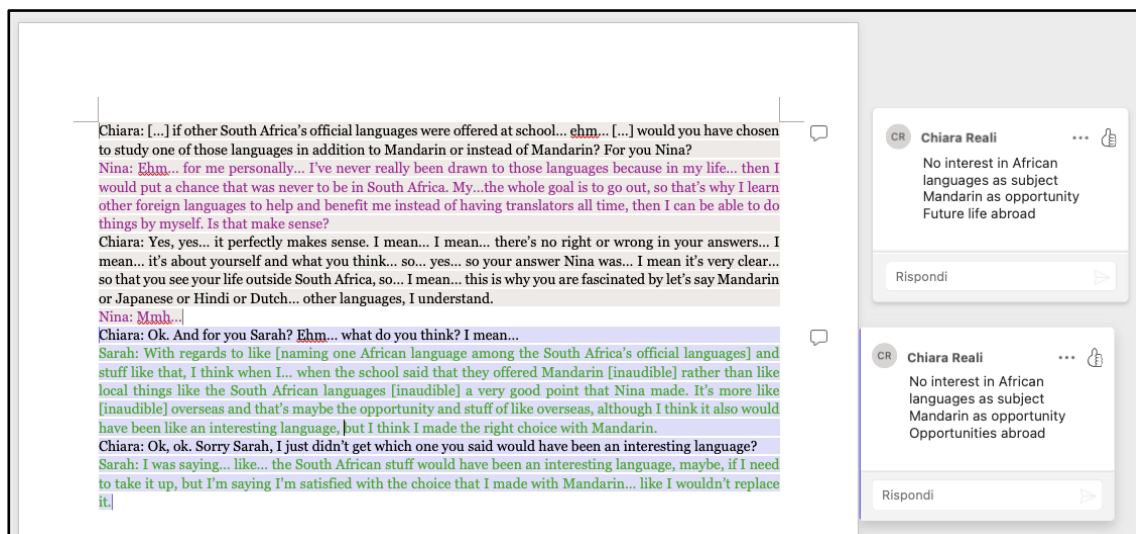 Chiara: […] if other South Africa's official languages were offered at school… ehm… […] would you have chosen
to study one of those languages in addition to Mandarin or instead of Mandarin? For you Nina?
Nina: Ehm… for me personally… I've never really been drawn to those languages because in my life… then I
would put a chance that was never to be in South Africa. My…the whole goal is to go out, so that's why I learn
other foreign languages to help and benefit me instead of having translators all time, then I can be able to do
things by myself. Is that make sense?
Chiara: Yes, yes… it perfectly makes sense. I mean… I mean… there's no right or wrong in your answers… I
mean… it's about yourself and what you think… so… yes… so your answer Nina was… I mean it's very clear…
so that you see your life outside South Africa, so… I mean… this is why you are fascinated by let's say Mandarin
or Japanese or Hindi or Dutch… other languages, I understand.
Nina: Mmh…
Chiara: Ok. And for you Sarah? Ehm… what do you think? I mean…
Sarah: With regards to like [naming one African language among the South Africa's official languages] and
stuff like that, I think when I… when the school said that they offered Mandarin [inaudible] rather than like
local things like the South African languages [inaudible] a very good point that Nina made. It's more like
[inaudible] overseas and that's maybe the opportunity and stuff of like overseas, although I think it also would
have been like an interesting language, but I think I made the right choice with Mandarin.
Chiara: Ok, ok. Sorry Sarah, I just didn't get which one you said would have been an interesting language?
Sarah: I was saying… like… the South African stuff would have been an interesting language, maybe, if I need
to take it up, but I'm saying I'm satisfied with the choice that I made with Mandarin… like I wouldn't replace
it.
CR Chiara Reali
No interest in African
languages as subject
Mandarin as opportunity
Future life abroad
Rispondi
CR Chiara Reali
No interest in African
languages as subject
Mandarin as opportunity
Opportunities abroad
Rispondi